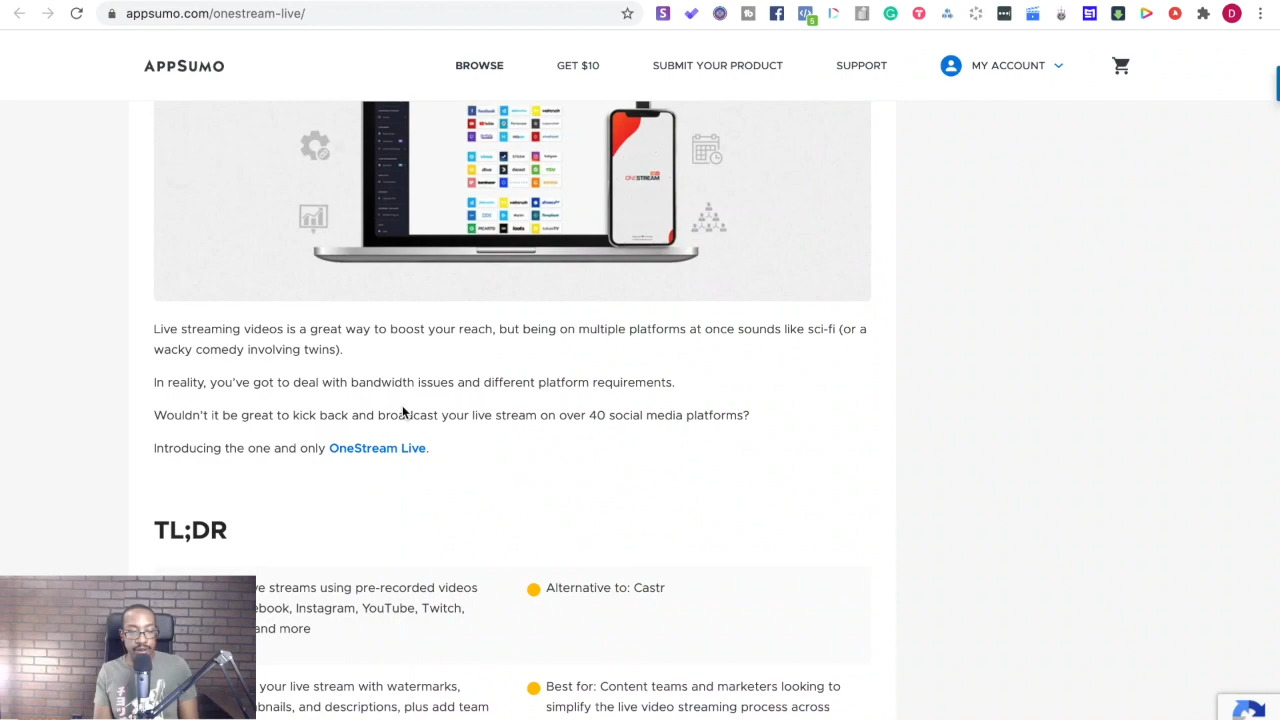 appsumo.com/onestream-live/
5
D
APPSUMO
BROWSE
GET $10
SUBMIT YOUR PRODUCT
SUPPORT
MY ACCOUNT
ONESTREAM
Live streaming videos is a great way to boost your reach, but being on multiple platforms at once sounds like sci-fi (or a
wacky comedy involving twins).
In reality, you've got to deal with bandwidth issues and different platform requirements.
Wouldn't it be great to kick back and broadcast your live stream on over 40 social media platforms?
Introducing the one and only OneStream Live.
TL;DR
ve streams using pre-recorded videos
ebook, Instagram, YouTube, Twitch,
and more
Alternative to: Castr
your live stream with watermarks,
bnails, and descriptions, plus add team
Best for: Content teams and marketers looking to
simplify the live video streaming process across